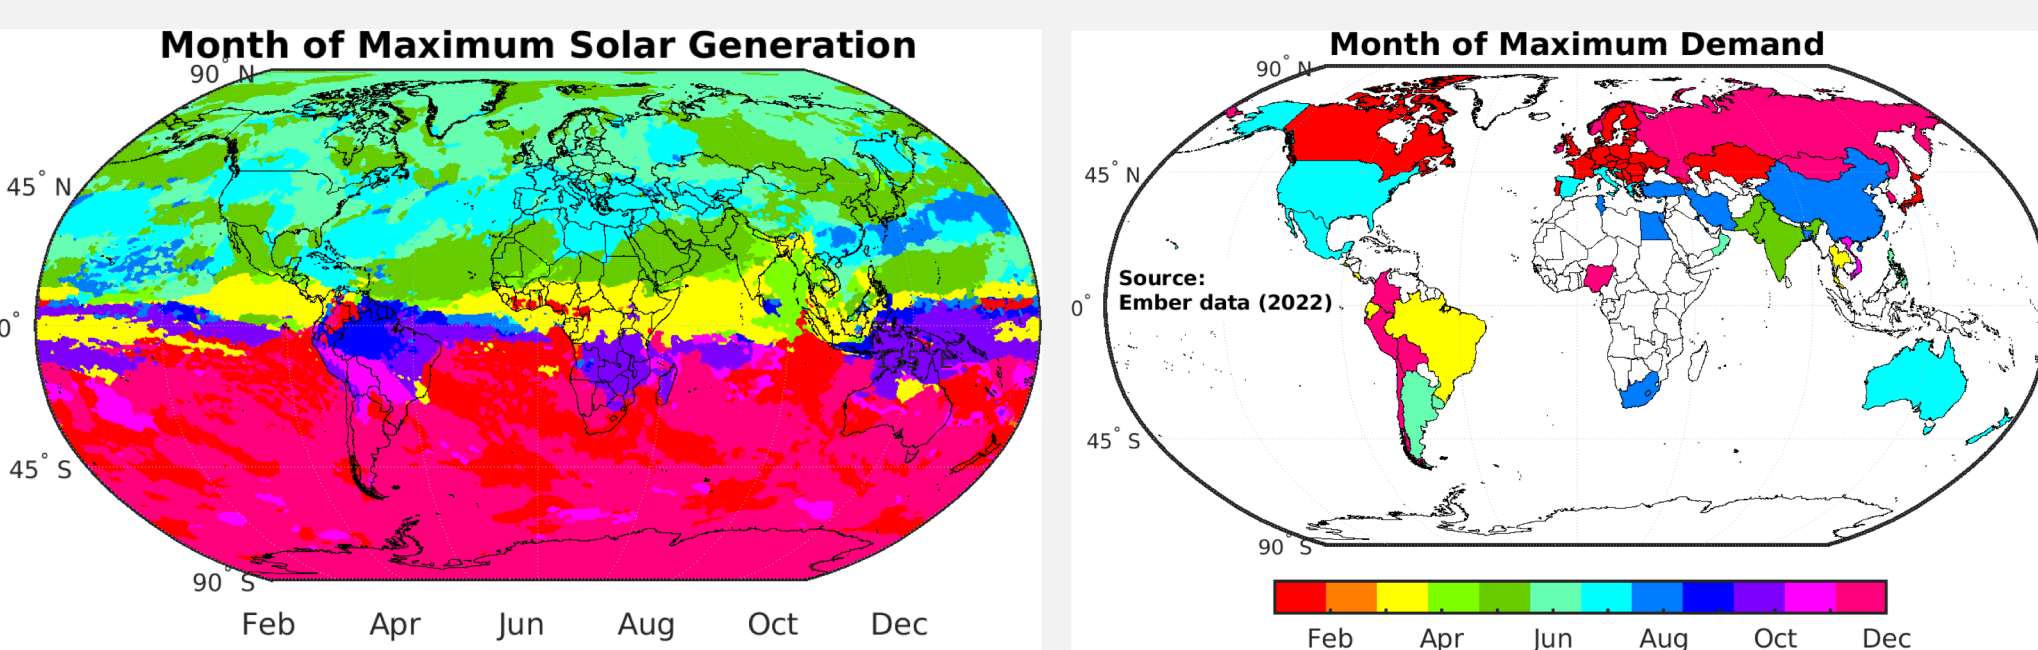 Month of Maximum Solar Generation
90° N
45° N
0°
45° S
90° S
Feb Apr Jun Aug Oct Dec
Month of Maximum Demand
90° N
45° N
Source:
Ember data (2022)
0°
45° S
90° S
Feb Apr Jun Aug Oct Dec